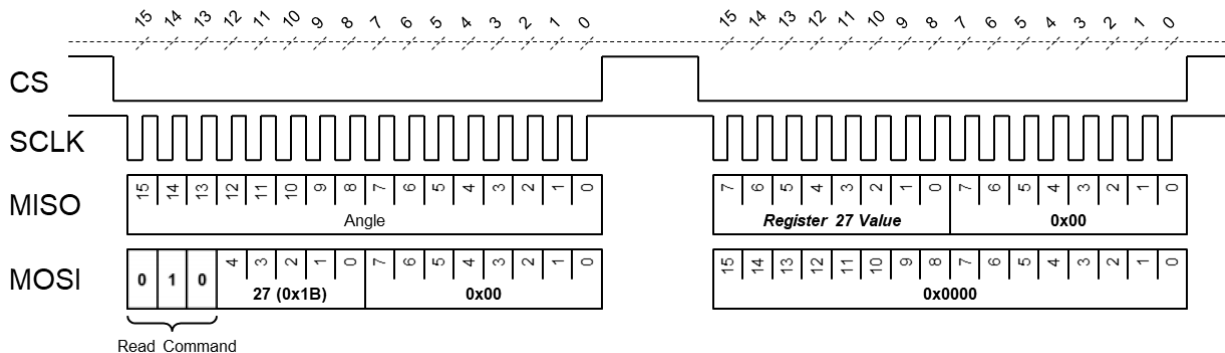 15 14 13 12 11 10 9 8 7 6 5 4 3 2 1 0 15 14 13 12 11 10 9 8 7 6 5 4 3 2 1 0
CS
SCLK
MISO 15 14 13 12 11 10 9 8 7 6 5 4 3 2 1 0 7 6 5 4 3 2 1 0 7 6 5 4 3 2 1 0
Angle Register 27 Value 0x00
MOSI 0 1 0 4 3 2 1 0 7 6 5 4 3 2 1 0 15 14 13 12 11 10 9 8 7 6 5 4 3 2 1 0
27 (0x1B) 0x00 0x0000
Read Command